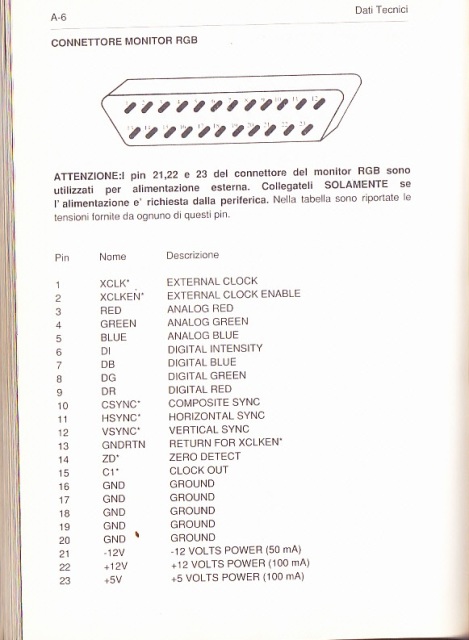 A-6 Dati Tecnici
CONNETTORE MONITOR RGB
ATTENZIONE:I pin 21,22 e 23 del connettore del monitor RGB sono
utilizzati per alimentazione esterna. Collegateli SOLAMENTE se
l' alimentazione e' richiesta dalla periferica. Nella tabella sono riportate le
tensioni fornite da ognuno di questi pin.
Pin Nome Descrizione
1 XCLK* EXTERNAL CLOCK
2 XCLKEN* EXTERNAL CLOCK ENABLE
3 RED ANALOG RED
4 GREEN ANALOG GREEN
5 BLUE ANALOG BLUE
6 DI DIGITAL INTENSITY
7 DB DIGITAL BLUE
8 DG DIGITAL GREEN
9 DR DIGITAL RED
10 CSYNC* COMPOSITE SYNC
11 HSYNC* HORIZONTAL SYNC
12 VSYNC* VERTICAL SYNC
13 GNDRTN RETURN FOR XCLKEN*
14 ZD* ZERO DETECT
15 C1* CLOCK OUT
16 GND GROUND
17 GND GROUND
18 GND GROUND
19 GND GROUND
20 GND GROUND
21 -12V -12 VOLTS POWER (50 mA)
22 +12V +12 VOLTS POWER (100 mA)
23 +5V +5 VOLTS POWER (100 mA)